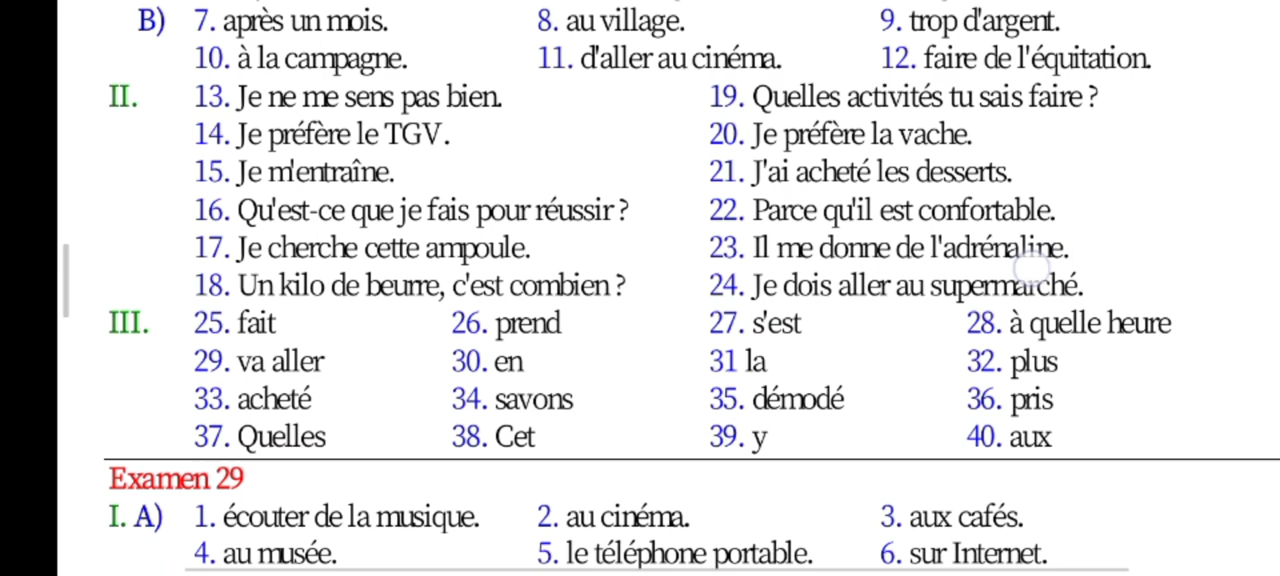 B) 7. après un mois. 8. au village. 9. trop d'argent.
10. à la campagne. 11. d'aller au cinéma. 12. faire de l'équitation.
II. 13. Je ne me sens pas bien. 19. Quelles activités tu sais faire ?
14. Je préfère le TGV. 20. Je préfère la vache.
15. Je m'entraîne. 21. J'ai acheté les desserts.
16. Qu'est-ce que je fais pour réussir ? 22. Parce qu'il est confortable.
17. Je cherche cette ampoule. 23. Il me donne de l'adrénaline.
18. Un kilo de beurre, c'est combien ? 24. Je dois aller au supermarché.
III. 25. fait 26. prend 27. s'est 28. à quelle heure
29. va aller 30. en 31 la 32. plus
33. acheté 34. savons 35. démodé 36. pris
37. Quelles 38. Cet 39. y 40. aux
Examen 29
I. A) 1. écouter de la musique. 2. au cinéma. 3. aux cafés.
4. au musée. 5. le téléphone portable. 6. sur Internet.